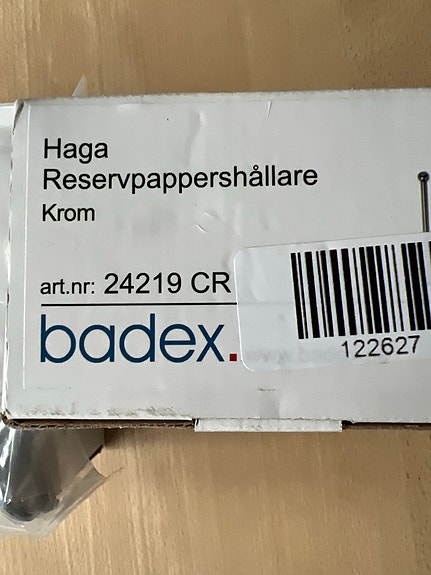 Haga
Reservpappershållare
Krom
art.nr: 24219 CR
badex.
122627